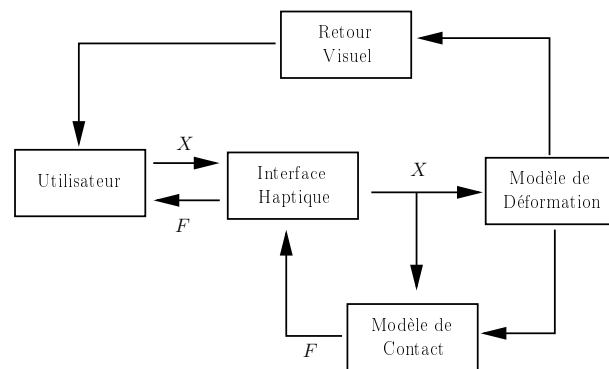 Retour
Visuel
X
Utilisateur
F
Interface
Haptique
X
Modèle de
Déformation
F
Modèle de
Contact